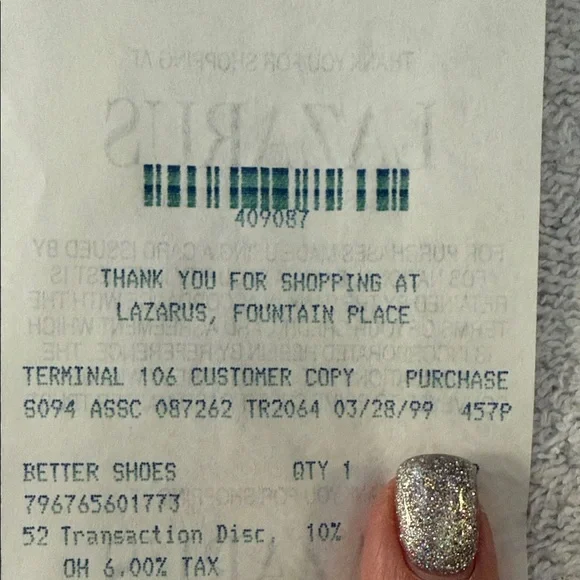 THANK YOU FOR SHOPPING AT
LAZARUS
409087
THANK YOU FOR SHOPPING AT
LAZARUS, FOUNTAIN PLACE
TERMINAL 106 CUSTOMER COPY PURCHASE
S094 ASSC 087262 TR2064 03/28/99 457P
BETTER SHOES QTY 1
796765601773
52 Transaction Disc. 10%
OH 6.00% TAX